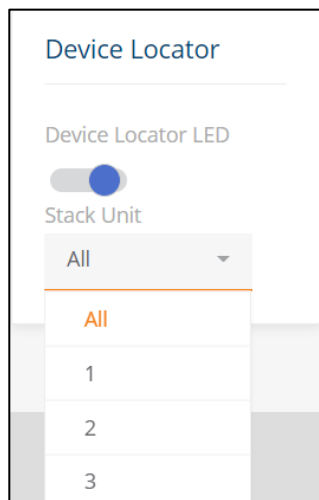 Device Locator
Device Locator LED
Stack Unit
All
All
1
2
3